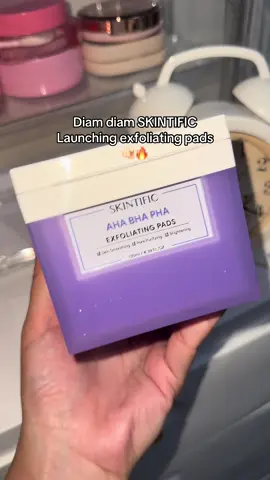 Diam diam SKINTIFIC
Launching exfoliating pads
SKINTIFIC
AHA BHA PHA
EXFOLIATING PADS